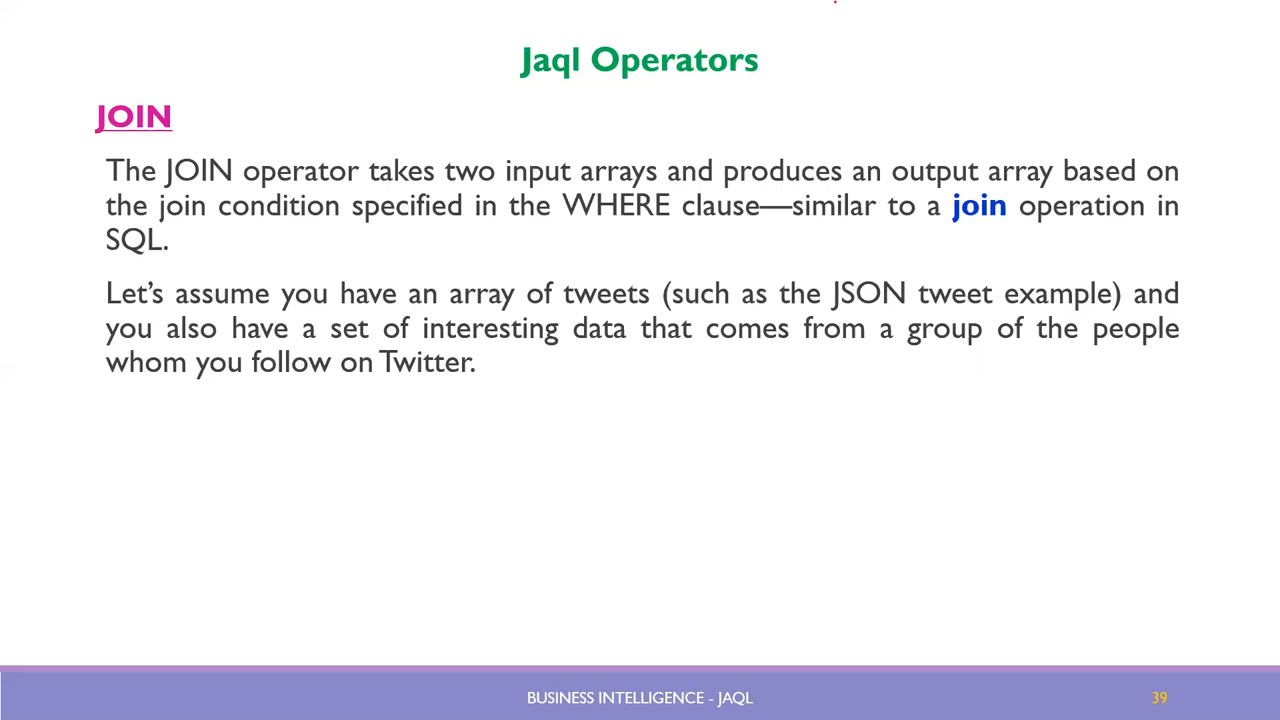 Jaql Operators
JOIN
The JOIN operator takes two input arrays and produces an output array based on
the join condition specified in the WHERE clause—similar to a join operation in
SQL.
Let’s assume you have an array of tweets (such as the JSON tweet example) and
you also have a set of interesting data that comes from a group of the people
whom you follow on Twitter.
BUSINESS INTELLIGENCE - JAQL
39